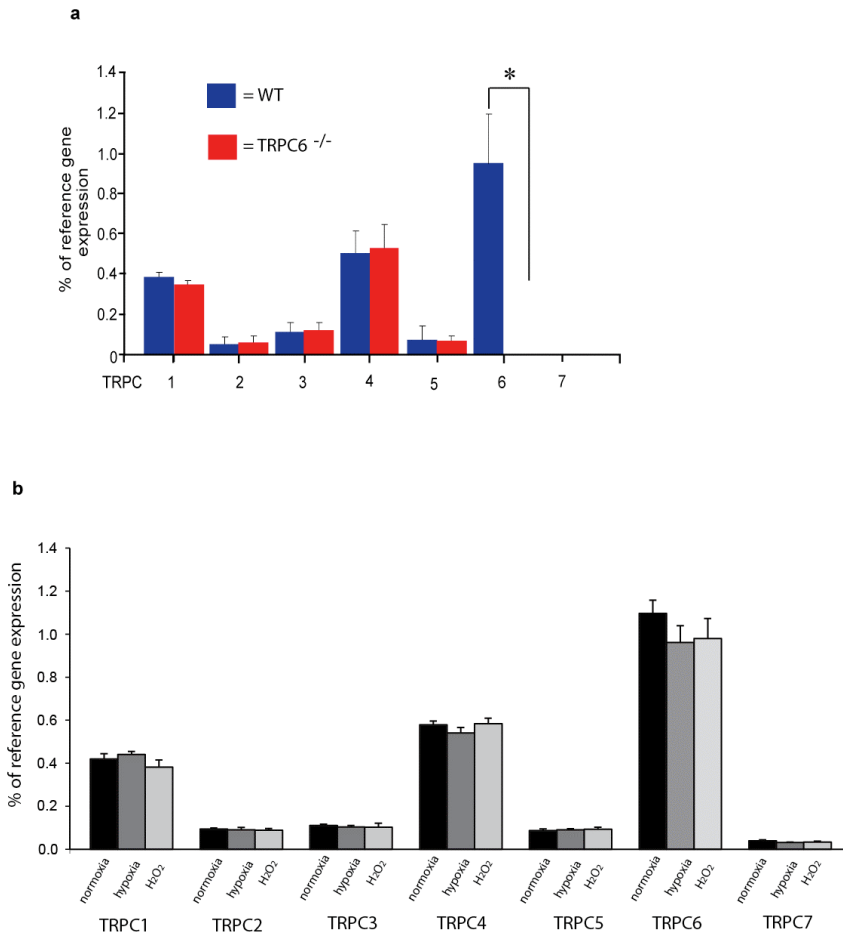 a
% of reference gene
expression
1.4
1.2
1.0
0.8
0.6
0.4
0.2
0
= WT
= TRPC6 -/-
*
TRPC 1 2 3 4 5 6 7
b
% of reference gene expression
1.4
1.2
1.0
0.8
0.6
0.4
0.2
0.0
normoxia hypoxia H₂O₂ normoxia hypoxia H₂O₂ normoxia hypoxia H₂O₂ normoxia hypoxia H₂O₂ normoxia hypoxia H₂O₂ normoxia hypoxia H₂O₂ normoxia hypoxia H₂O₂
TRPC1 TRPC2 TRPC3 TRPC4 TRPC5 TRPC6 TRPC7